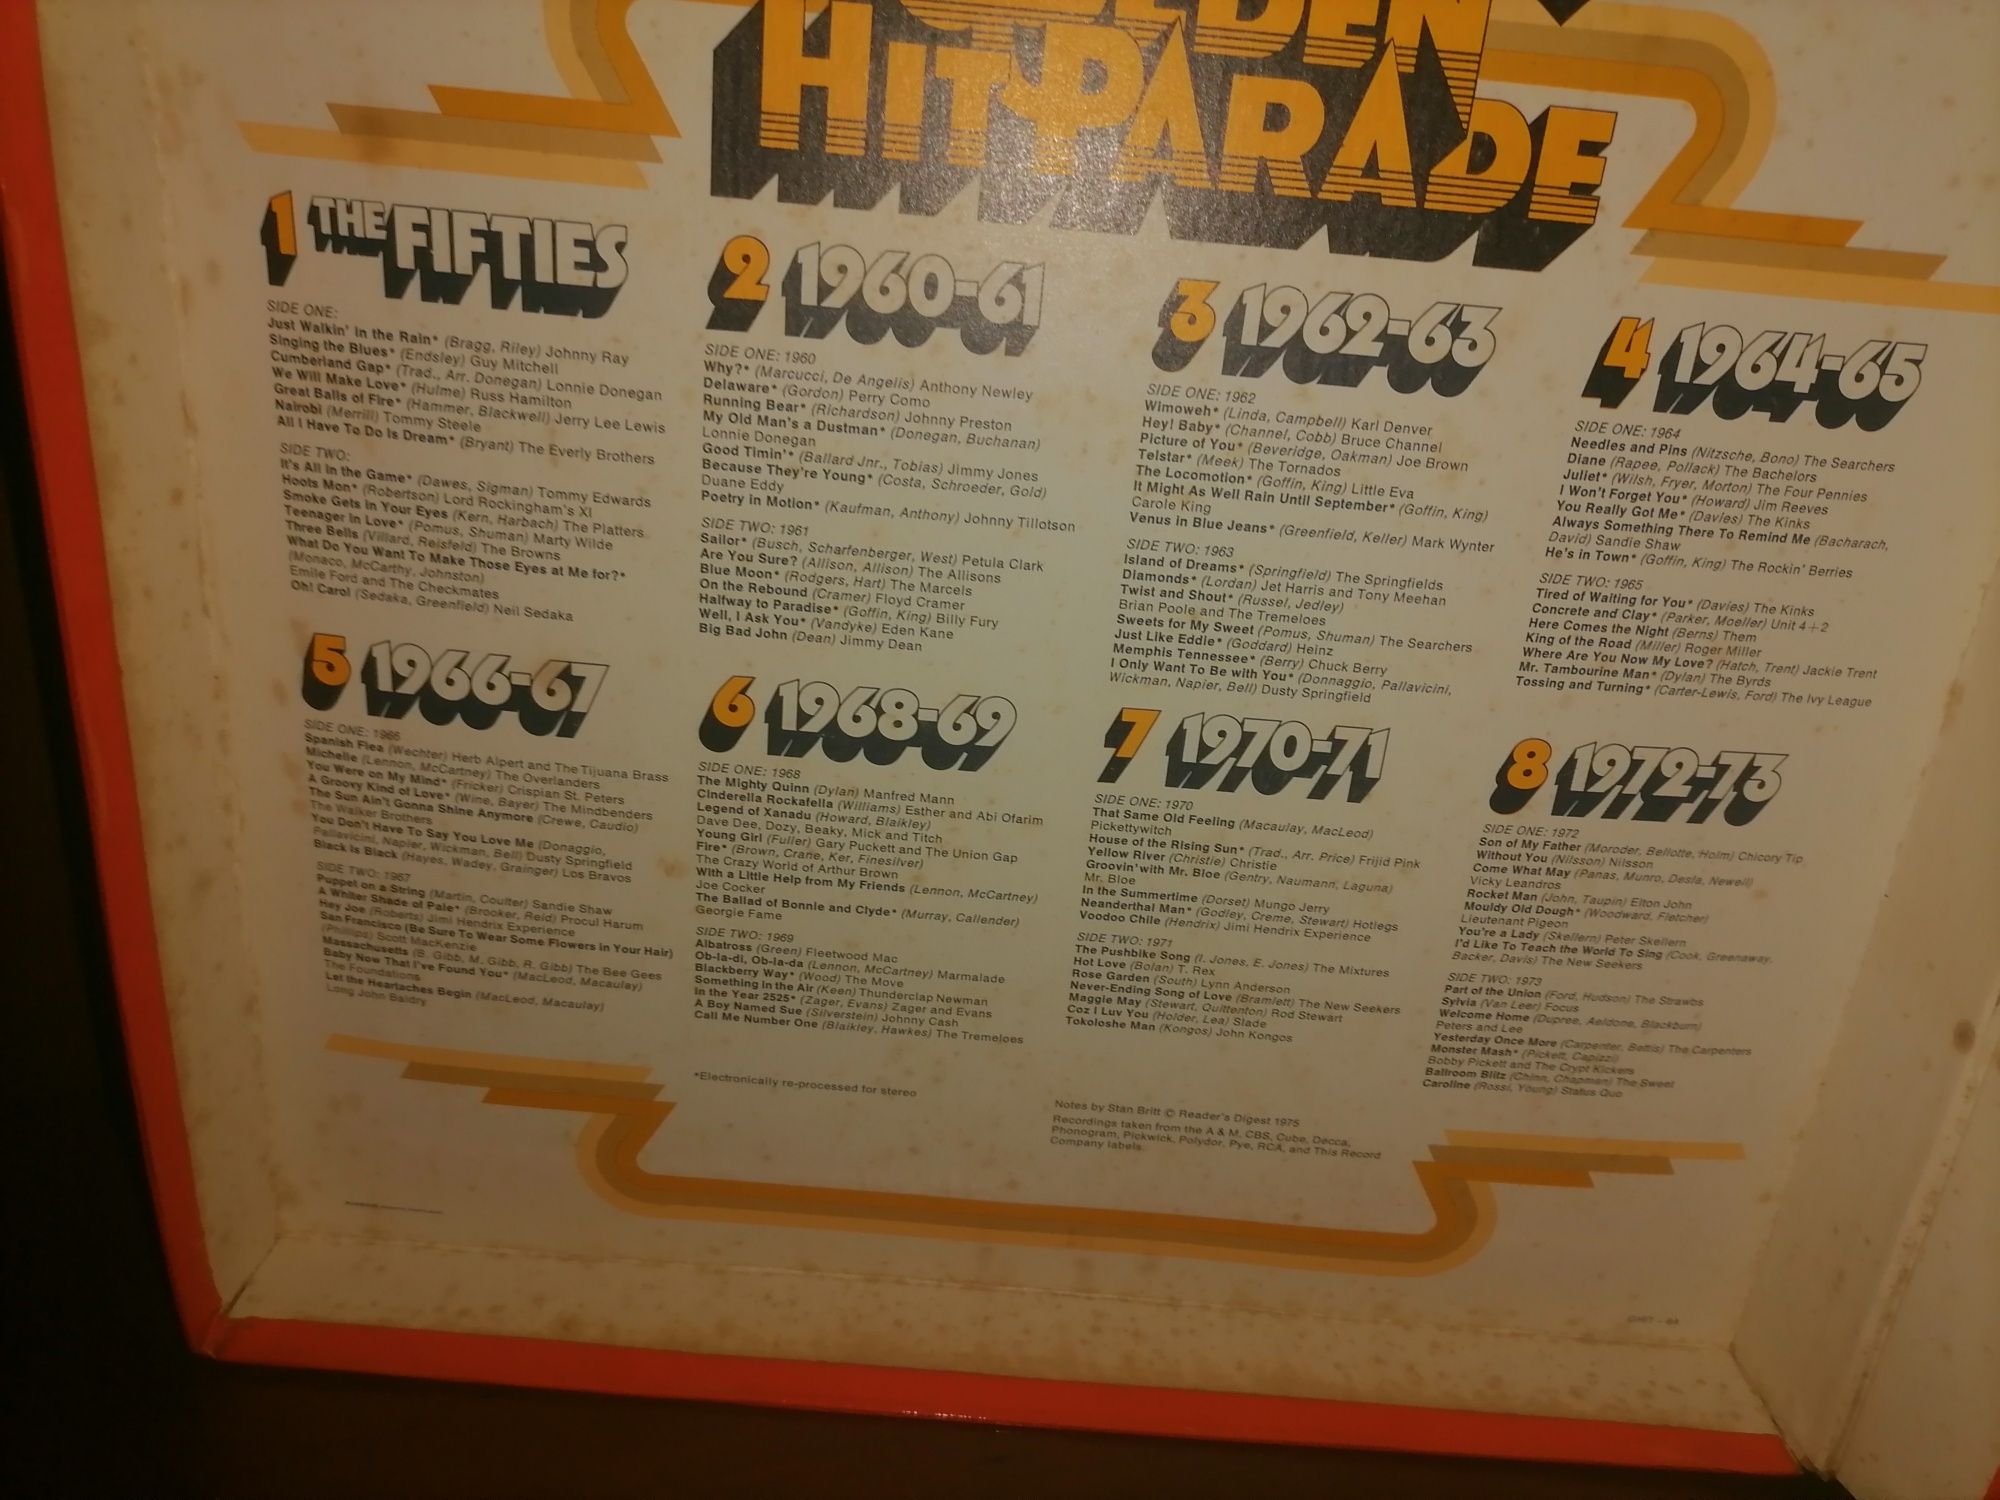 GOLDEN
HIT PARADE
1 THE FIFTIES
SIDE ONE:
Just Walkin' in the Rain* (Bragg, Riley) Johnny Ray
Singing the Blues* (Endsley) Guy Mitchell
Cumberland Gap* (Trad., Arr. Donegan) Lonnie Donegan
We Will Make Love* (Hulme) Russ Hamilton
Great Balls of Fire* (Hammer, Blackwell) Jerry Lee Lewis
Nairobi (Merrill) Tommy Steele
All I Have To Do Is Dream* (Bryant) The Everly Brothers
SIDE TWO:
It's All in the Game* (Dawes, Sigman) Tommy Edwards
Hoots Mon* (Robertson) Lord Rockingham's XI
Smoke Gets in Your Eyes (Kern, Harbach) The Platters
Teenager in Love* (Pomus, Shuman) Marty Wilde
Three Bells (Villard, Reisfeld) The Browns
What Do You Want To Make Those Eyes at Me for?*
(Monaco, McCarthy, Johnston)
Emile Ford and The Checkmates
Oh! Carol (Sedaka, Greenfield) Neil Sedaka
2 1960-61
SIDE ONE: 1960
Why?* (Marcucci, De Angelis) Anthony Newley
Delaware* (Gordon) Perry Como
Running Bear* (Richardson) Johnny Preston
My Old Man's a Dustman* (Donegan, Buchanan)
Lonnie Donegan
Good Timin'* (Ballard Jnr., Tobias) Jimmy Jones
Because They're Young* (Costa, Schroeder, Gold)
Duane Eddy
Poetry in Motion* (Kaufman, Anthony) Johnny Tillotson
SIDE TWO: 1961
Sailor* (Busch, Scharfenberger, West) Petula Clark
Are You Sure? (Allison, Allison) The Allisons
Blue Moon* (Rodgers, Hart) The Marcels
On the Rebound (Cramer) Floyd Cramer
Halfway to Paradise* (Goffin, King) Billy Fury
Well, I Ask You* (Vandyke) Eden Kane
Big Bad John (Dean) Jimmy Dean
3 1962-63
SIDE ONE: 1962
Wimoweh* (Linda, Campbell) Karl Denver
Hey! Baby* (Channel, Cobb) Bruce Channel
Picture of You* (Beveridge, Oakman) Joe Brown
Telstar* (Meek) The Tornados
The Locomotion* (Goffin, King) Little Eva
It Might As Well Rain Until September* (Goffin, King)
Carole King
Venus in Blue Jeans* (Greenfield, Keller) Mark Wynter
SIDE TWO: 1963
Island of Dreams* (Springfield) The Springfields
Diamonds* (Lordan) Jet Harris and Tony Meehan
Twist and Shout* (Russel, Jedley)
Brian Poole and The Tremeloes
Sweets for My Sweet (Pomus, Shuman) The Searchers
Just Like Eddie* (Goddard) Heinz
Memphis Tennessee* (Berry) Chuck Berry
I Only Want To Be with You* (Donnaggio, Pallavicini,
Wickman, Napier, Bell) Dusty Springfield
4 1964-65
SIDE ONE: 1964
Needles and Pins (Nitzsche, Bono) The Searchers
Diane (Rapee, Pollack) The Bachelors
Juliet* (Wilsh, Fryer, Morton) The Four Pennies
I Won't Forget You* (Howard) Jim Reeves
You Really Got Me* (Davies) The Kinks
Always Something There To Remind Me (Bacharach,
David) Sandie Shaw
He's in Town* (Goffin, King) The Rockin' Berries
SIDE TWO: 1965
Tired of Waiting for You* (Davies) The Kinks
Concrete and Clay* (Parker, Moeller) Unit 4+2
Here Comes the Night (Berns) Them
King of the Road (Miller) Roger Miller
Where Are You Now My Love? (Hatch, Trent) Jackie Trent
Mr. Tambourine Man* (Dylan) The Byrds
Tossing and Turning* (Carter-Lewis, Ford) The Ivy League
5 1966-67
SIDE ONE: 1966
Spanish Flea (Wechter) Herb Alpert and The Tijuana Brass
Michelle (Lennon, McCartney) The Overlanders
You Were on My Mind* (Fricker) Crispian St. Peters
A Groovy Kind of Love* (Wine, Bayer) The Mindbenders
The Sun Ain't Gonna Shine Anymore (Crewe, Caudio)
The Walker Brothers
You Don't Have To Say You Love Me (Donaggio,
Pallavicini, Napier, Wickman, Bell) Dusty Springfield
Black Is Black (Hayes, Wadey, Grainger) Los Bravos
SIDE TWO: 1967
Puppet on a String (Martin, Coulter) Sandie Shaw
A Whiter Shade of Pale* (Brooker, Reid) Procul Harum
Hey Joe (Roberts) Jimi Hendrix Experience
San Francisco (Be Sure To Wear Some Flowers in Your Hair)
(Phillips) Scott MacKenzie
Massachusetts (B. Gibb, M. Gibb, R. Gibb) The Bee Gees
Baby Now That I've Found You* (MacLeod, Macaulay)
The Foundations
Let the Heartaches Begin (MacLeod, Macaulay)
Long John Baldry
6 1968-69
SIDE ONE: 1968
The Mighty Quinn (Dylan) Manfred Mann
Cinderella Rockafella (Williams) Esther and Abi Ofarim
Legend of Xanadu (Howard, Blaikley)
Dave Dee, Dozy, Beaky, Mick and Titch
Young Girl (Fuller) Gary Puckett and The Union Gap
Fire* (Brown, Crane, Ker, Finesilver)
The Crazy World of Arthur Brown
With a Little Help from My Friends (Lennon, McCartney)
Joe Cocker
The Ballad of Bonnie and Clyde* (Murray, Callender)
Georgie Fame
SIDE TWO: 1969
Albatross (Green) Fleetwood Mac
Ob-la-di, Ob-la-da (Lennon, McCartney) Marmalade
Blackberry Way* (Wood) The Move
Something in the Air (Keen) Thunderclap Newman
In the Year 2525* (Zager, Evans) Zager and Evans
A Boy Named Sue (Silverstein) Johnny Cash
Call Me Number One (Blaikley, Hawkes) The Tremeloes
7 1970-71
SIDE ONE: 1970
That Same Old Feeling (Macaulay, MacLeod)
Pickettywitch
House of the Rising Sun* (Trad., Arr. Price) Frijid Pink
Yellow River (Christie) Christie
Groovin' with Mr. Bloe (Gentry, Naumann, Laguna)
Mr. Bloe
In the Summertime (Dorset) Mungo Jerry
Neanderthal Man* (Godley, Creme, Stewart) Hotlegs
Voodoo Chile (Hendrix) Jimi Hendrix Experience
SIDE TWO: 1971
The Pushbike Song (I. Jones, E. Jones) The Mixtures
Hot Love (Bolan) T. Rex
Rose Garden (South) Lynn Anderson
Never-Ending Song of Love (Bramlett) The New Seekers
Maggie May (Stewart, Quittenton) Rod Stewart
Coz I Luv You (Holder, Lea) Slade
Tokoloshe Man (Kongos) John Kongos
8 1972-73
SIDE ONE: 1972
Son of My Father (Moroder, Bellotte, Holm) Chicory Tip
Without You (Nilsson) Nilsson
Come What May (Panas, Munro, Desla, Newell)
Vicky Leandros
Rocket Man (John, Taupin) Elton John
Mouldy Old Dough* (Woodward, Fletcher)
Lieutenant Pigeon
You're a Lady (Skellern) Peter Skellern
I'd Like To Teach the World To Sing (Cook, Greenaway,
Backer, Davis) The New Seekers
SIDE TWO: 1973
Part of the Union (Ford, Hudson) The Strawbs
Sylvia (Van Leer) Focus
Welcome Home (Dupree, Aeldone, Blackburn)
Peters and Lee
Yesterday Once More (Carpenter, Bettis) The Carpenters
Monster Mash* (Pickett, Capizzi)
Bobby Pickett and The Crypt Kickers
Ballroom Blitz (Chinn, Chapman) The Sweet
Caroline (Rossi, Young) Status Quo
*Electronically re-processed for stereo
Notes by Stan Britt © Reader's Digest 1975
Recordings taken from the A & M, CBS, Cube, Decca,
Phonogram, Pickwick, Polydor, Pye, RCA, and This Record
Company labels.